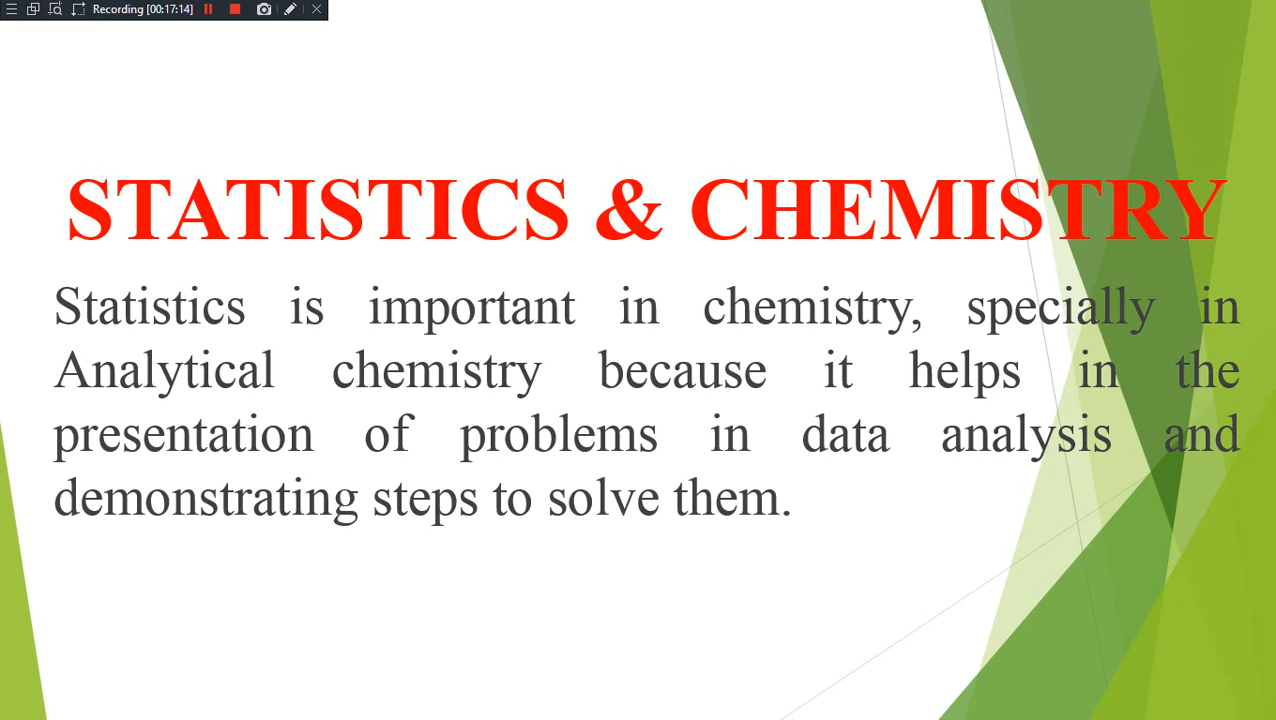 Recording [00:17:14]
STATISTICS & CHEMISTRY
Statistics is important in chemistry, specially in
Analytical chemistry because it helps in the
presentation of problems in data analysis and
demonstrating steps to solve them.